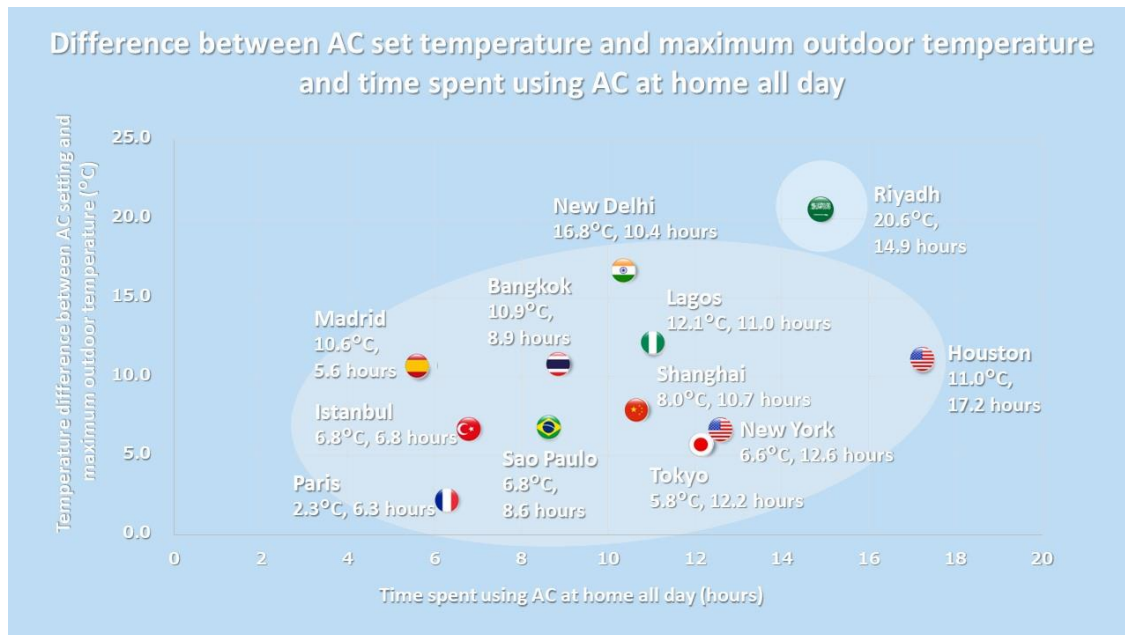 Difference between AC set temperature and maximum outdoor temperature
and time spent using AC at home all day
Temperature difference between AC setting and
maximum outdoor temperature (°C)
25.0
20.0
15.0
10.0
5.0
0.0
Riyadh
20.6°C,
14.9 hours
New Delhi
16.8°C, 10.4 hours
Bangkok
10.9°C,
8.9 hours
Lagos
12.1°C, 11.0 hours
Madrid
10.6°C,
5.6 hours
Houston
11.0°C,
17.2 hours
Shanghai
8.0°C, 10.7 hours
Istanbul
6.8°C, 6.8 hours
New York
6.6°C, 12.6 hours
Sao Paulo
6.8°C,
8.6 hours
Tokyo
5.8°C, 12.2 hours
Paris
2.3°C, 6.3 hours
0 2 4 6 8 10 12 14 16 18 20
Time spent using AC at home all day (hours)